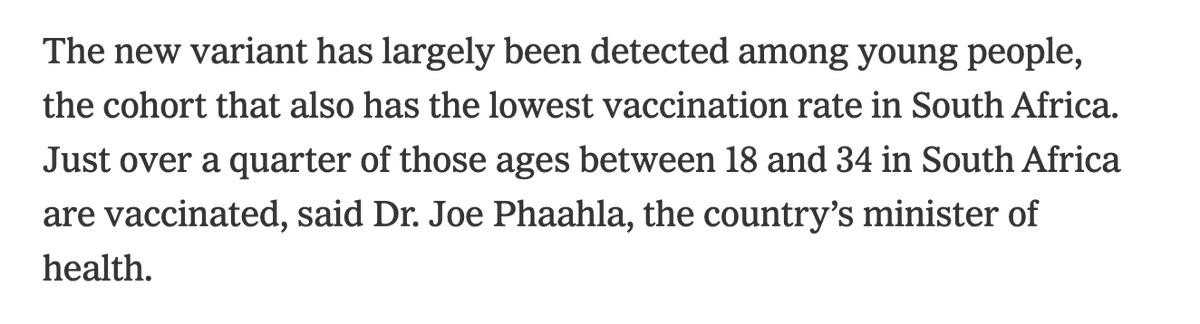 The new variant has largely been detected among young people,
the cohort that also has the lowest vaccination rate in South Africa.
Just over a quarter of those ages between 18 and 34 in South Africa
are vaccinated, said Dr. Joe Phaahla, the country’s minister of
health.